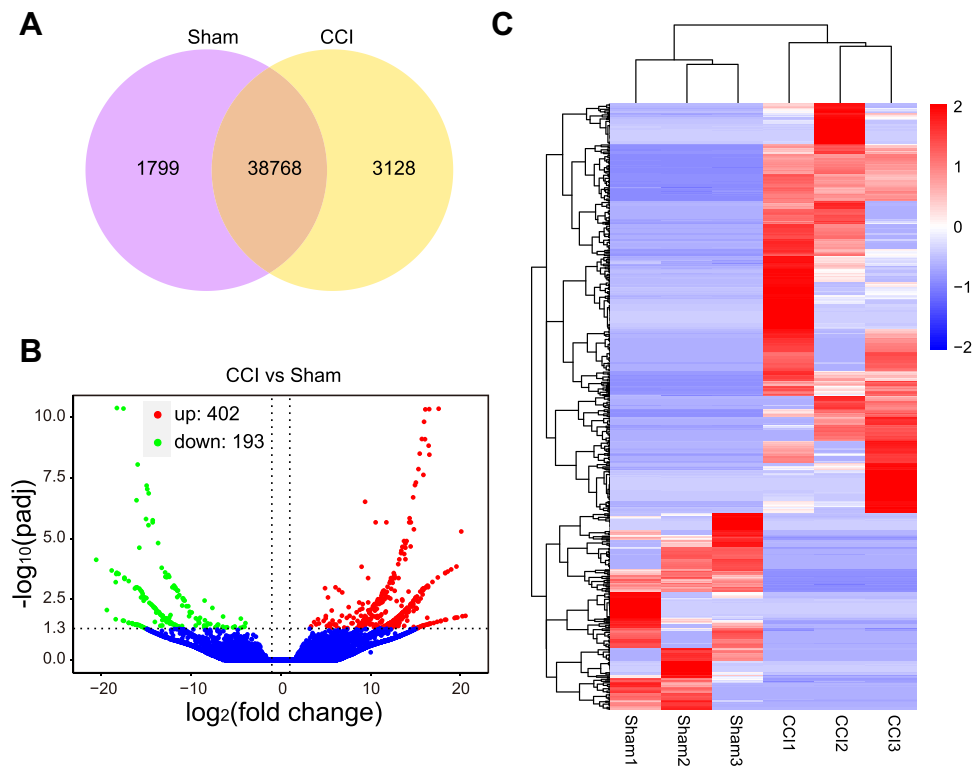 A
Sham
CCI
1799
38768
3128
B
CCI vs Sham
up: 402
down: 193
10.0
7.5
5.0
2.5
1.3
0.0
-log10(padj)
−20
−10
0
10
20
log2(fold change)
C
2
1
0
−1
−2
Sham1
Sham2
Sham3
CCI1
CCI2
CCI3